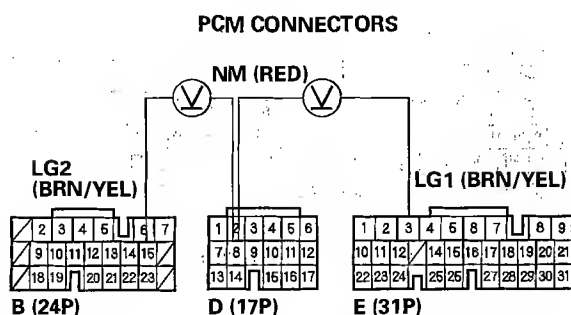 PCM CONNECTORS
NM (RED)
V V
LG2
(BRN/YEL)
LG1 (BRN/YEL)
2 3 4 5 6 7
9 10 11 12 13 14 15
18 19 20 21 22 23
1 2 3 4 5 6
7 8 9 10 11 12
13 14 15 16 17
1 2 3 4 5 6 7 8 9
10 11 12 14 15 16 17 18 19 20 21
22 23 24 25 26 27 28 29 30 31
B (24P)
D (17P)
E (31P)